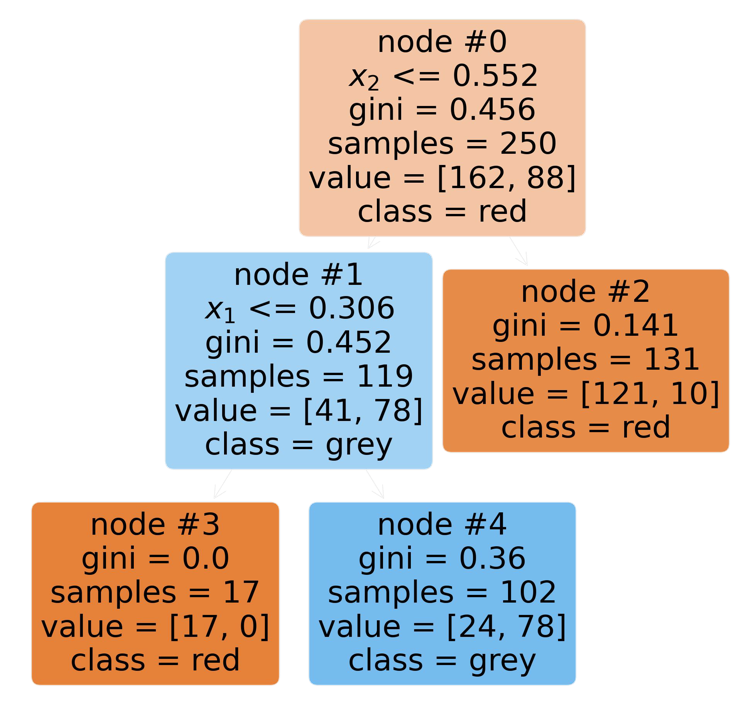 node #0
x₂ <= 0.552
gini = 0.456
samples = 250
value = [162, 88]
class = red
node #1
x₁ <= 0.306
gini = 0.452
samples = 119
value = [41, 78]
class = grey
node #2
gini = 0.141
samples = 131
value = [121, 10]
class = red
node #3
gini = 0.0
samples = 17
value = [17, 0]
class = red
node #4
gini = 0.36
samples = 102
value = [24, 78]
class = grey